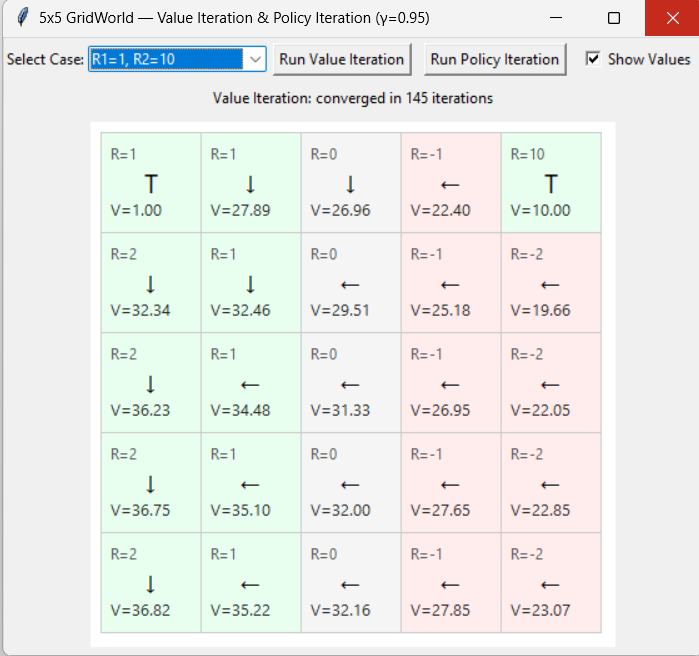 5x5 GridWorld — Value Iteration & Policy Iteration (γ=0.95)
Select Case: R1=1, R2=10 Run Value Iteration Run Policy Iteration Show Values
Value Iteration: converged in 145 iterations
R=1 R=1 R=0 R=-1 R=10
T ↓ ↓ ← T
V=1.00 V=27.89 V=26.96 V=22.40 V=10.00
R=2 R=1 R=0 R=-1 R=-2
↓ ↓ ← ← ←
V=32.34 V=32.46 V=29.51 V=25.18 V=19.66
R=2 R=1 R=0 R=-1 R=-2
↓ ← ← ← ←
V=36.23 V=34.48 V=31.33 V=26.95 V=22.05
R=2 R=1 R=0 R=-1 R=-2
↓ ← ← ← ←
V=36.75 V=35.10 V=32.00 V=27.65 V=22.85
R=2 R=1 R=0 R=-1 R=-2
↓ ← ← ← ←
V=36.82 V=35.22 V=32.16 V=27.85 V=23.07